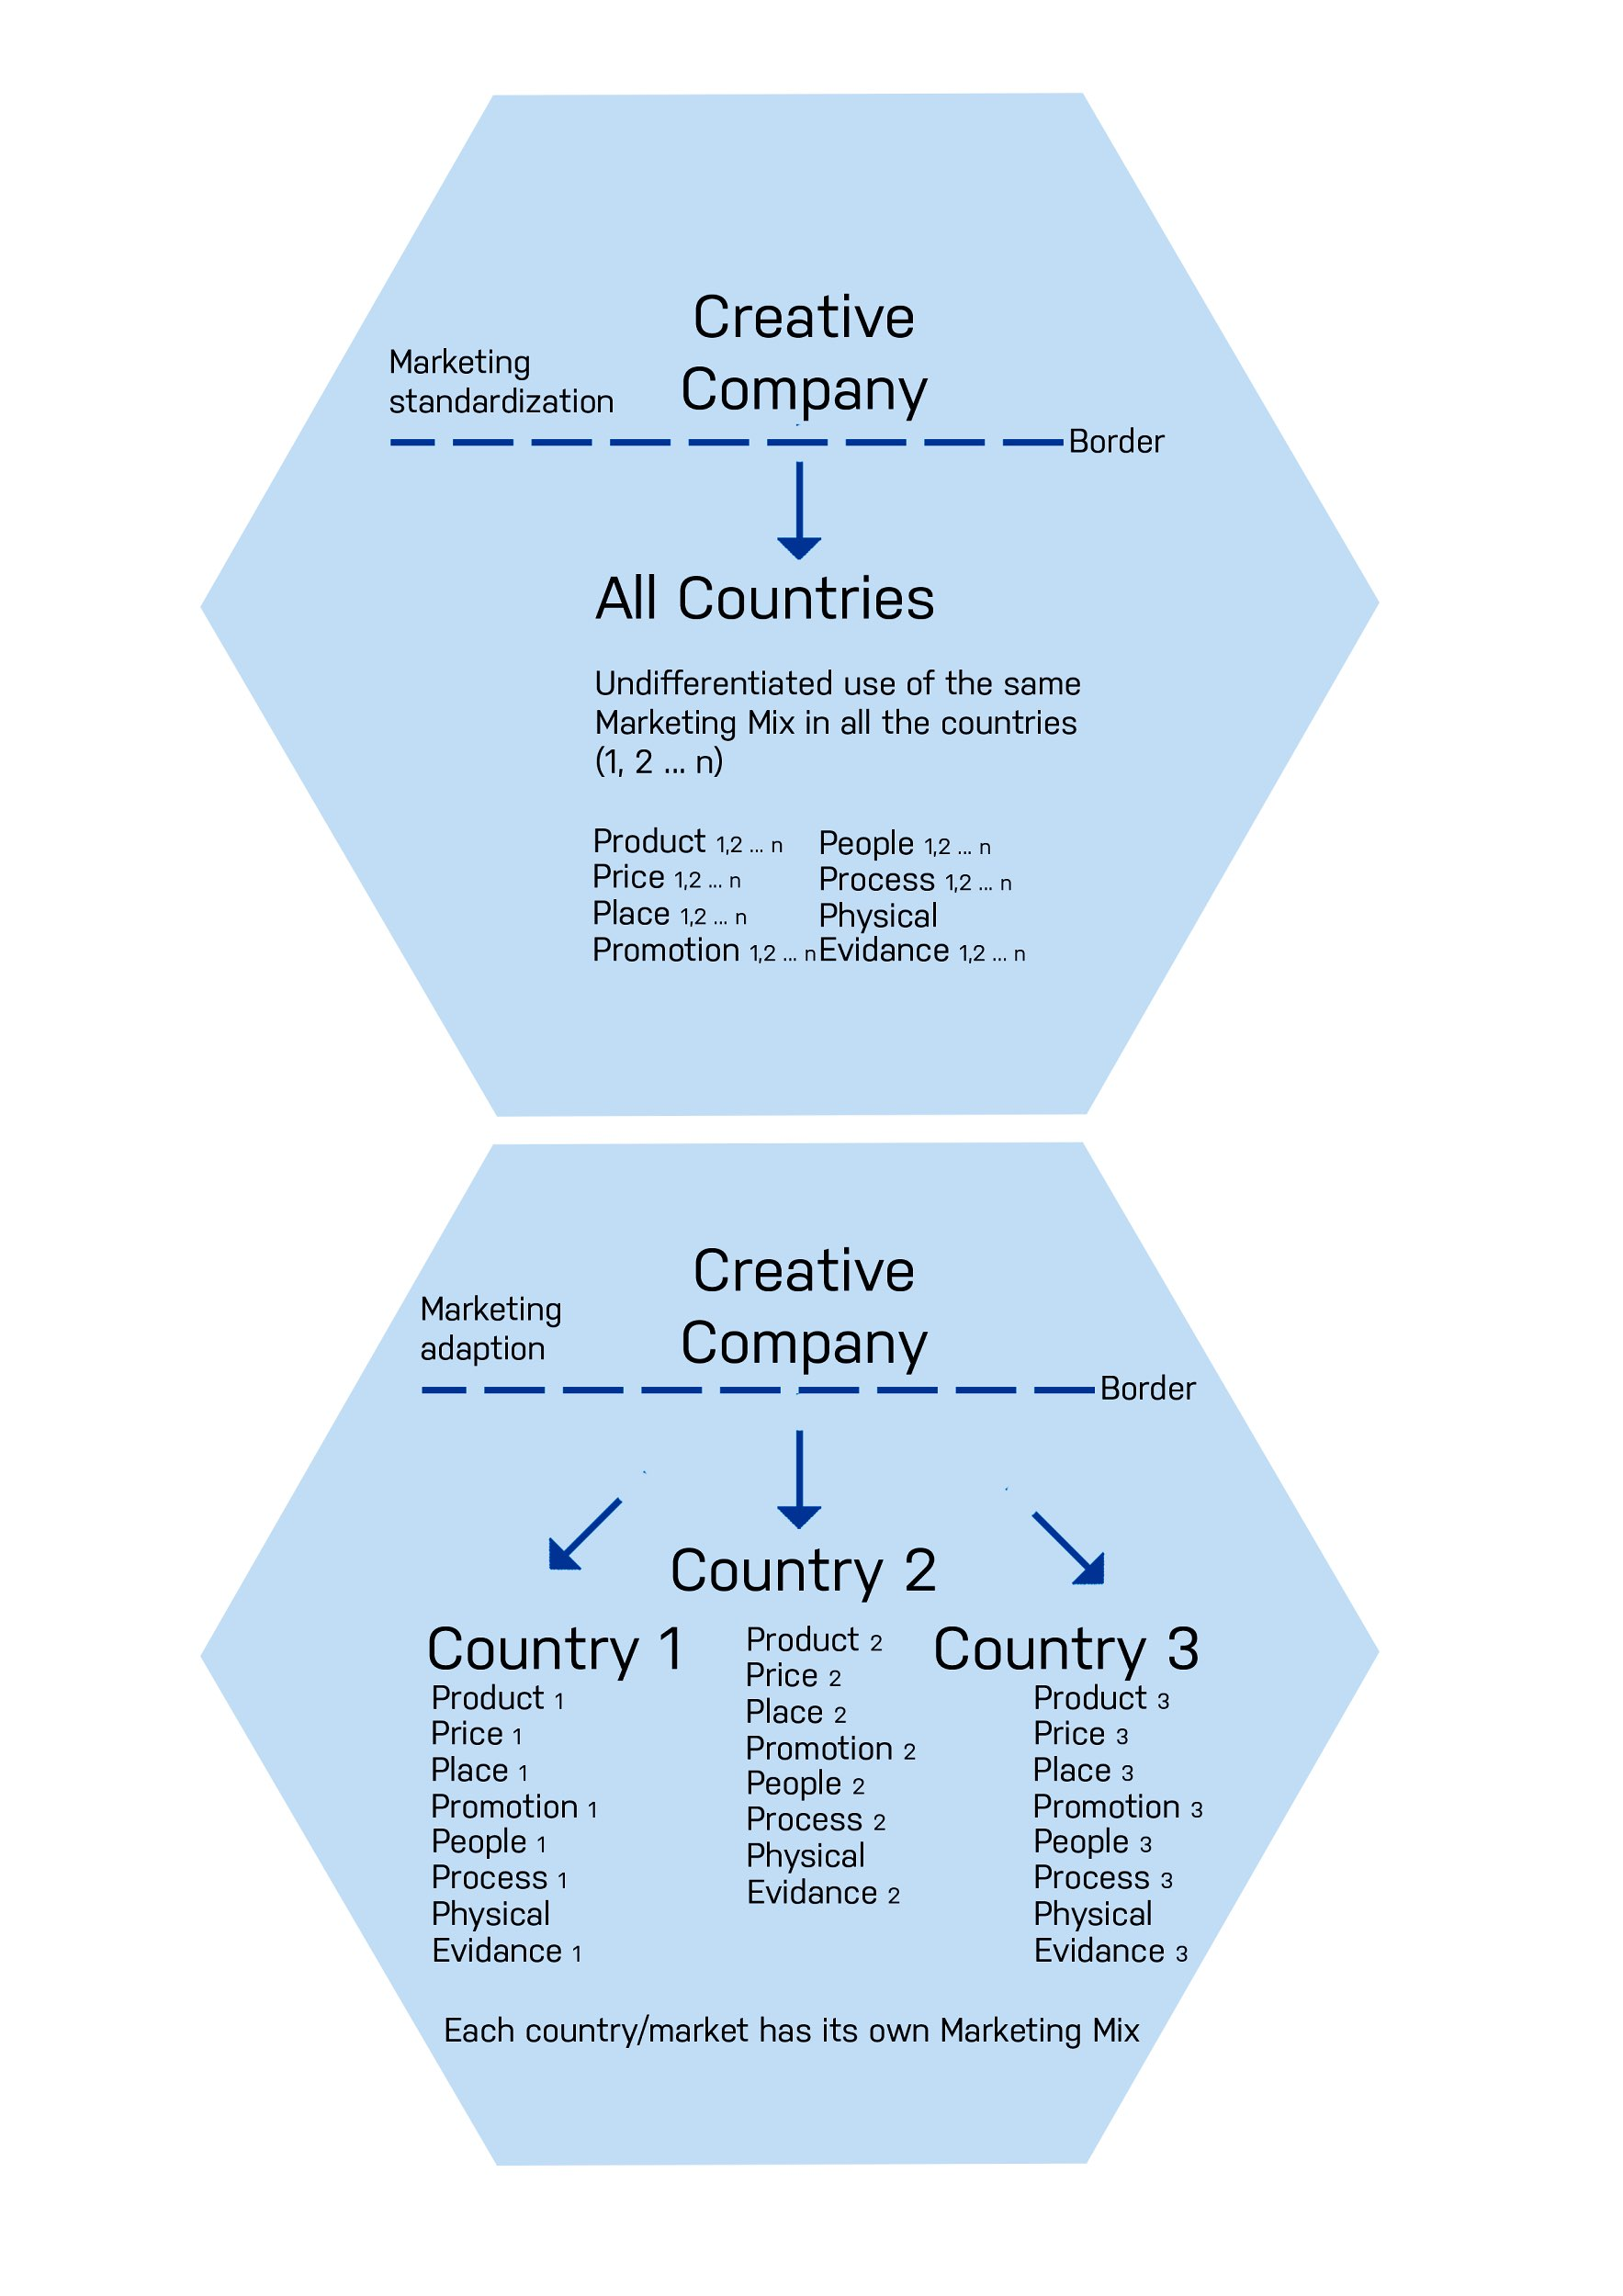 Creative
Company
Marketing
standardization
Border
All Countries
Undifferentiated use of the same
Marketing Mix in all the countries
(1, 2 ... n)
Product 1,2 ... n
Price 1,2 ... n
Place 1,2 ... n
Promotion 1,2 ... n
People 1,2 ... n
Process 1,2 ... n
Physical
Evidance 1,2 ... n
Creative
Company
Marketing
adaption
Border
Country 1
Product 1
Price 1
Place 1
Promotion 1
People 1
Process 1
Physical
Evidance 1
Country 2
Product 2
Price 2
Place 2
Promotion 2
People 2
Process 2
Physical
Evidance 2
Country 3
Product 3
Price 3
Place 3
Promotion 3
People 3
Process 3
Physical
Evidance 3
Each country/market has its own Marketing Mix